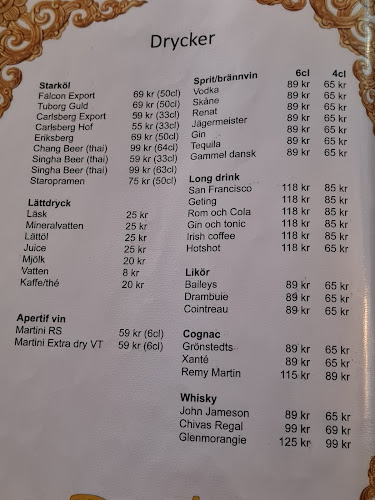 Drycker
Starköl
Falcon Export 69 kr (50cl)
Tuborg Guld 69 kr (50cl)
Carlsberg Export 59 kr (33cl)
Carlsberg Hof 55 kr (33cl)
Eriksberg 69 kr (50cl)
Chang Beer (thai) 99 kr (64cl)
Singha Beer (thai) 59 kr (33cl)
Singha Beer (thai) 99 kr (63cl)
Staropramen 75 kr (50cl)
Lättdryck
Läsk 25 kr
Mineralvatten 25 kr
Lättöl 25 kr
Juice 25 kr
Mjölk 20 kr
Vatten 8 kr
Kaffe/thé 20 kr
Apertif vin
Martini RS 59 kr (6cl)
Martini Extra dry VT 59 kr (6cl)
Sprit/brännvin 6cl 4cl
Vodka 89 kr 65 kr
Skåne 89 kr 65 kr
Renat 89 kr 65 kr
Jägermeister 89 kr 65 kr
Gin 89 kr 65 kr
Tequila 89 kr 65 kr
Gammel dansk 89 kr 65 kr
Long drink
San Francisco 118 kr 85 kr
Geting 118 kr 85 kr
Rom och Cola 118 kr 85 kr
Gin och tonic 118 kr 85 kr
Irish coffee 118 kr 85 kr
Hotshot 118 kr 65 kr
Likör
Baileys 89 kr 65 kr
Drambuie 89 kr 65 kr
Cointreau 89 kr 65 kr
Cognac
Grönstedts 89 kr 65 kr
Xanté 89 kr 65 kr
Remy Martin 115 kr 89 kr
Whisky
John Jameson 89 kr 65 kr
Chivas Regal 99 kr 69 kr
Glenmorangie 125 kr 99 kr